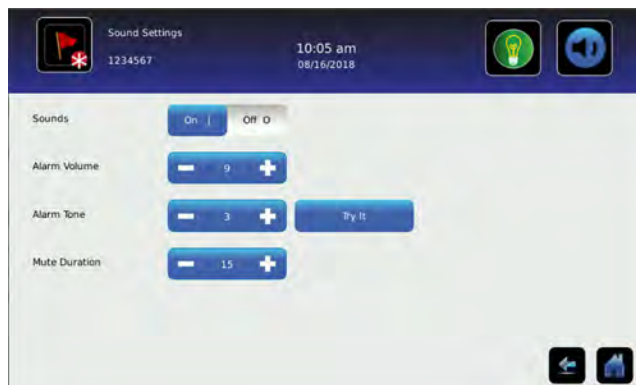 Sound Settings
1234567
10:05 am
08/16/2018
Sounds
On |
Off O
Alarm Volume
9
Alarm Tone
3
Try It
Mute Duration
15